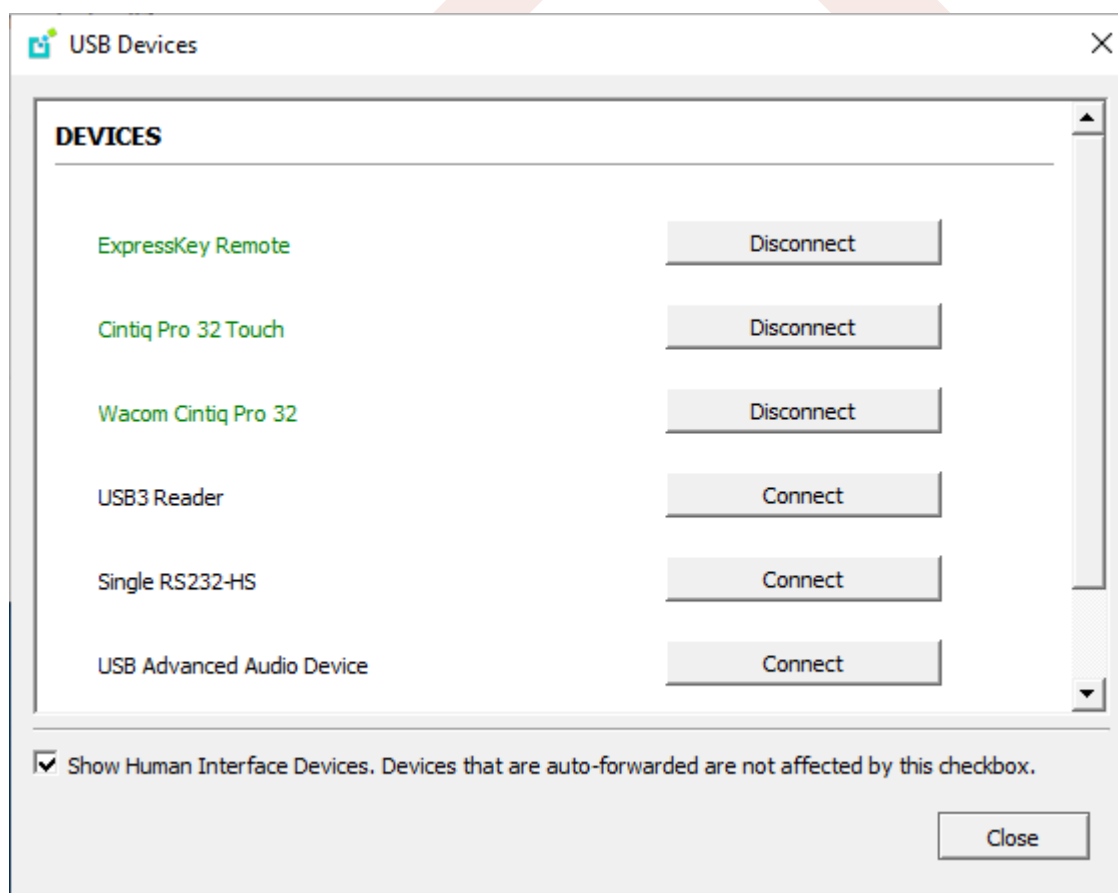 USB Devices
DEVICES
ExpressKey Remote Disconnect
Cintiq Pro 32 Touch Disconnect
Wacom Cintiq Pro 32 Disconnect
USB3 Reader Connect
Single RS232-HS Connect
USB Advanced Audio Device Connect
Show Human Interface Devices. Devices that are auto-forwarded are not affected by this checkbox.
Close